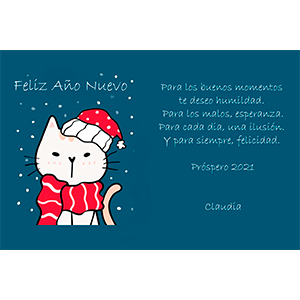 Feliz Año Nuevo
Para los buenos momentos
te deseo humildad.
Para los malos, esperanza.
Para cada día, una ilusión.
Y para siempre, felicidad.
Próspero 2021
Claudia